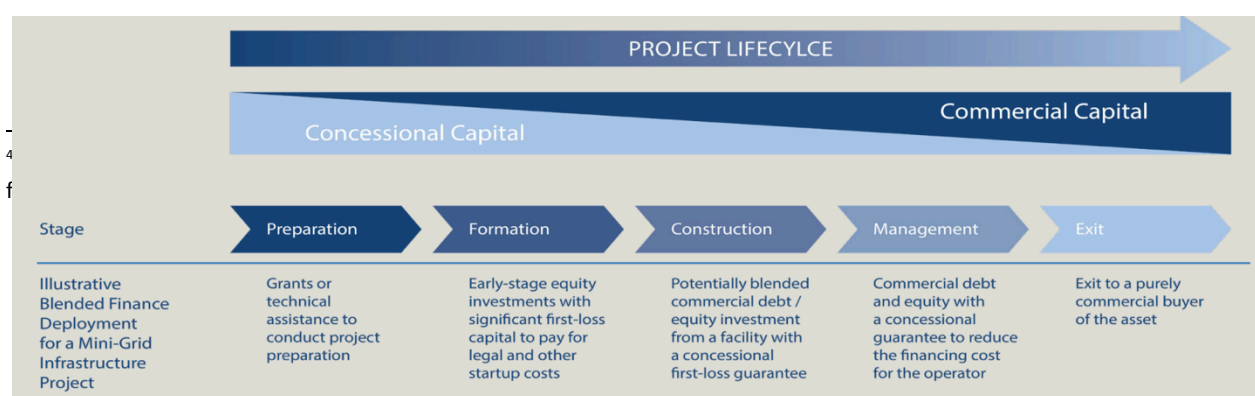 PROJECT LIFECYLCE
Commercial Capital
Concessional Capital
4
f
Stage
Preparation
Formation
Construction
Management
Exit
Illustrative
Blended Finance
Deployment
for a Mini-Grid
Infrastructure
Project
Grants or
technical
assistance to
conduct project
preparation
Early-stage equity
investments with
significant first-loss
capital to pay for
legal and other
startup costs
Potentially blended
commercial debt /
equity investment
from a facility with
a concessional
first-loss guarantee
Commercial debt
and equity with
a concessional
guarantee to reduce
the financing cost
for the operator
Exit to a purely
commercial buyer
of the asset